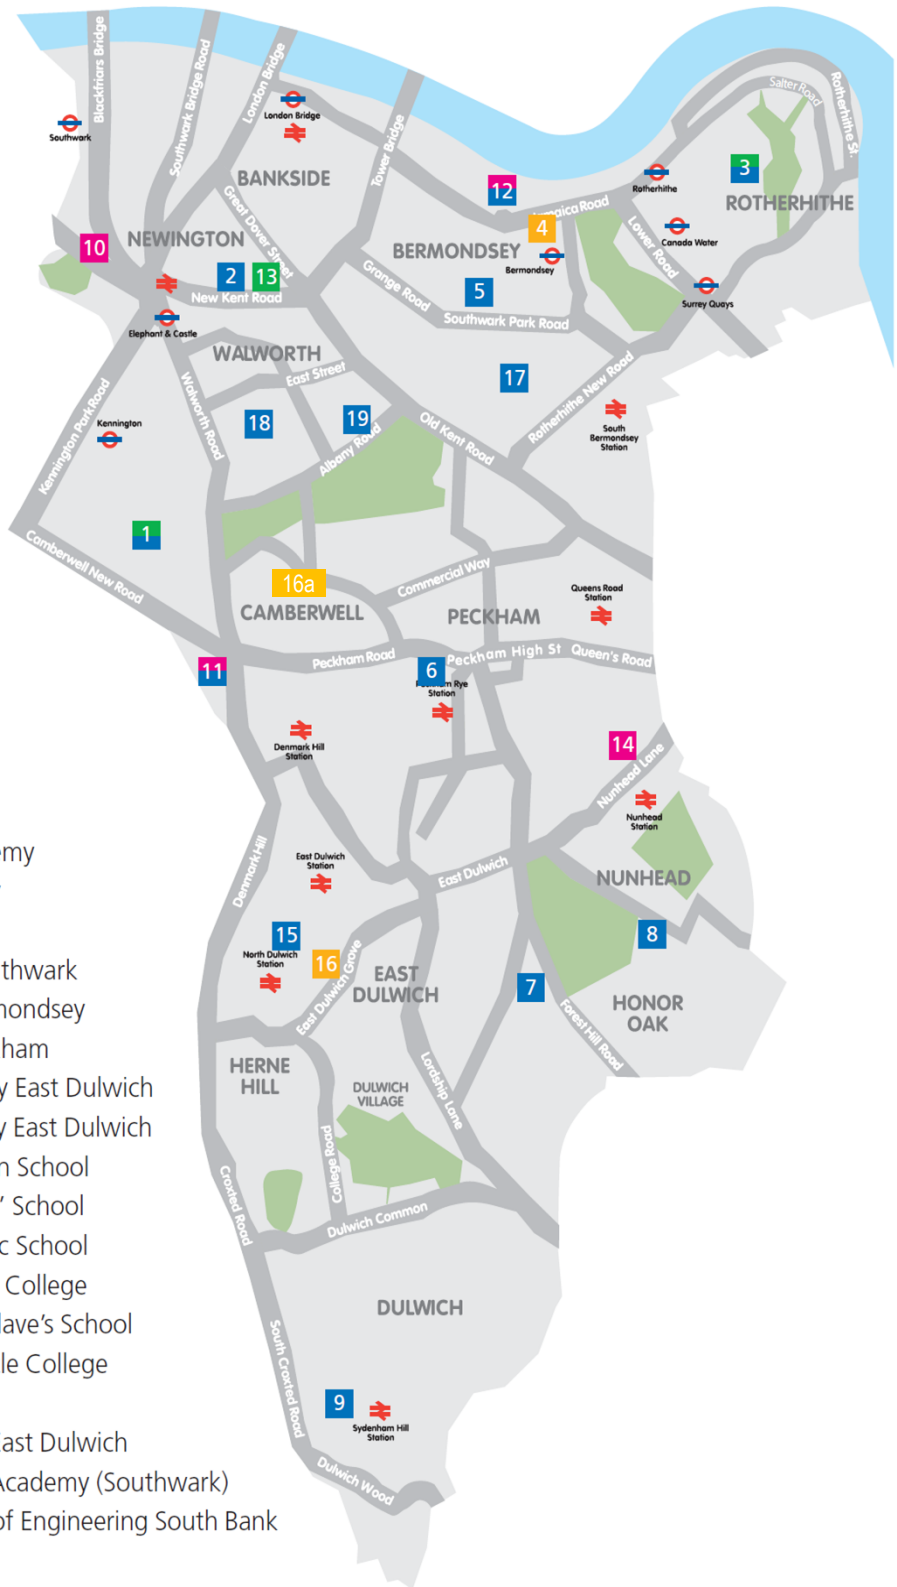 Blackfriars Bridge
Southwark Bridge Road
London Bridge
Tower Bridge
Salter Road
Rotherhithe St.
Southwark
London Bridge
BANKSIDE
12
3
Rotherhithe
ROTHERHITHE
Jamaica Road
4
Great Dover Street
10
NEWINGTON
BERMONDSEY
Bermondsey
Lower Road
Canada Water
2
13
New Kent Road
Grange Road
5
Surrey Quays
Southwark Park Road
Elephant & Castle
WALWORTH
East Street
17
Rotherhithe New Road
Kennington Park Road
Walworth Road
18
19
Albany Road
Old Kent Road
South
Bermondsey
Station
Kennington
1
Camberwell New Road
16a
CAMBERWELL
Commercial Way
PECKHAM
Queens Road
Station
Peckham Road
Peckham High St
Queen's Road
11
6
Rye
Station
Denmark Hill
Station
14
Nunhead Lane
Nunhead
Station
emy
East Dulwich
Station
Denmark Hill
East Dulwich
NUNHEAD
15
North Dulwich
Station
16
East Dulwich Grove
EAST
DULWICH
7
8
HONOR
OAK
Forest Hill Road
thwark
mondsey
ham
y East Dulwich
y East Dulwich
n School
’ School
c School
College
lave’s School
le College
East Dulwich
Academy (Southwark)
of Engineering South Bank
HERNE
HILL
DULWICH
VILLAGE
Lordship Lane
College Road
Croxted Road
Dulwich Common
DULWICH
South Croxted Road
9
Sydenham Hill
Station
Dulwich Wood